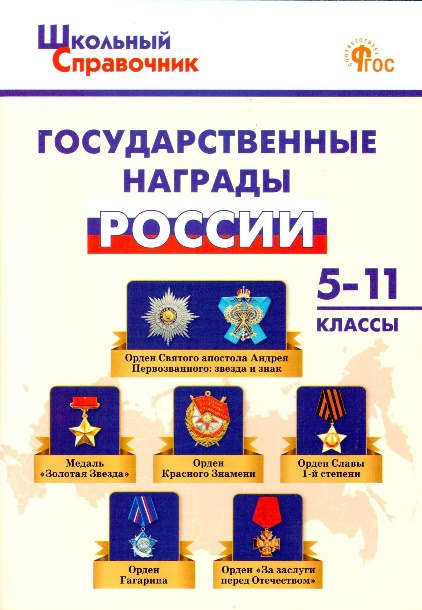 Школьный
Справочник
СООТВЕТСТВУЕТ
ФГОС
ГОСУДАРСТВЕННЫЕ
НАГРАДЫ
РОССИИ
5-11
КЛАССЫ
Орден Святого апостола Андрея
Первозванного: звезда и знак
Медаль
«Золотая Звезда»
Орден
Красного Знамени
Орден Славы
1-й степени
Орден
Гагарина
Орден «За заслуги
перед Отечеством»